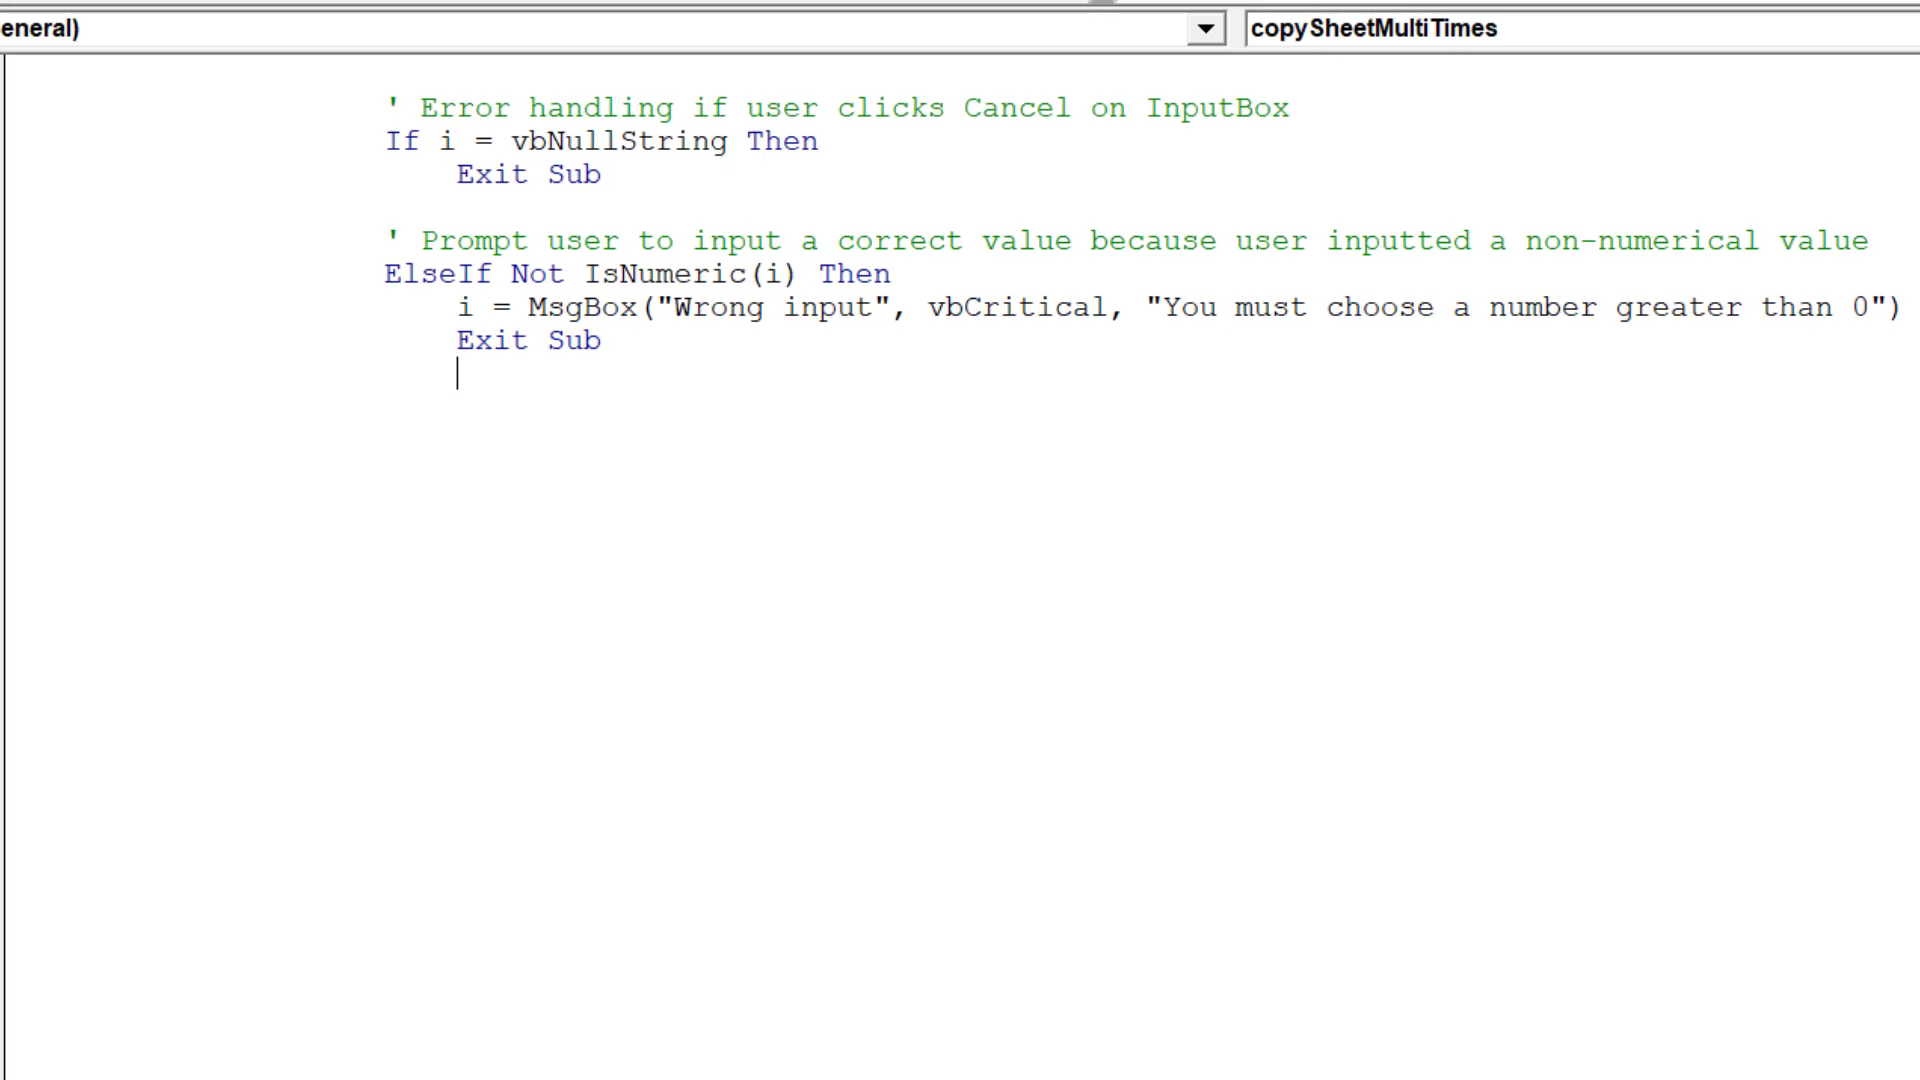 eneral)
copySheetMultiTimes
' Error handling if user clicks Cancel on InputBox
If i = vbNullString Then
Exit Sub
' Prompt user to input a correct value because user inputted a non-numerical value
ElseIf Not IsNumeric(i) Then
i = MsgBox("Wrong input", vbCritical, "You must choose a number greater than 0")
Exit Sub